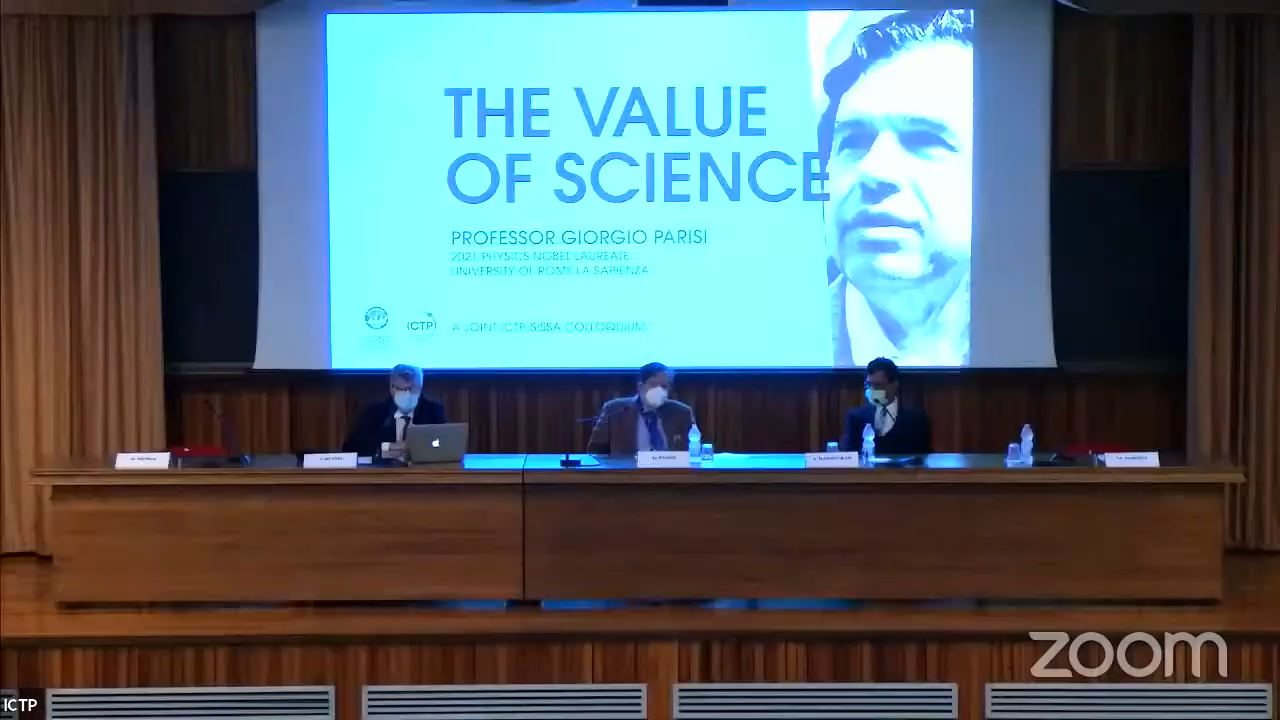 THE VALUE
OF SCIENCE
PROFESSOR GIORGIO PARISI
2021 PHYSICS NOBEL LAUREATE
UNIVERSITY OF ROME LA SAPIENZA
ICTP
A JOINT ICTP-SISSA COLLOQUIUM
zoom
ICTP